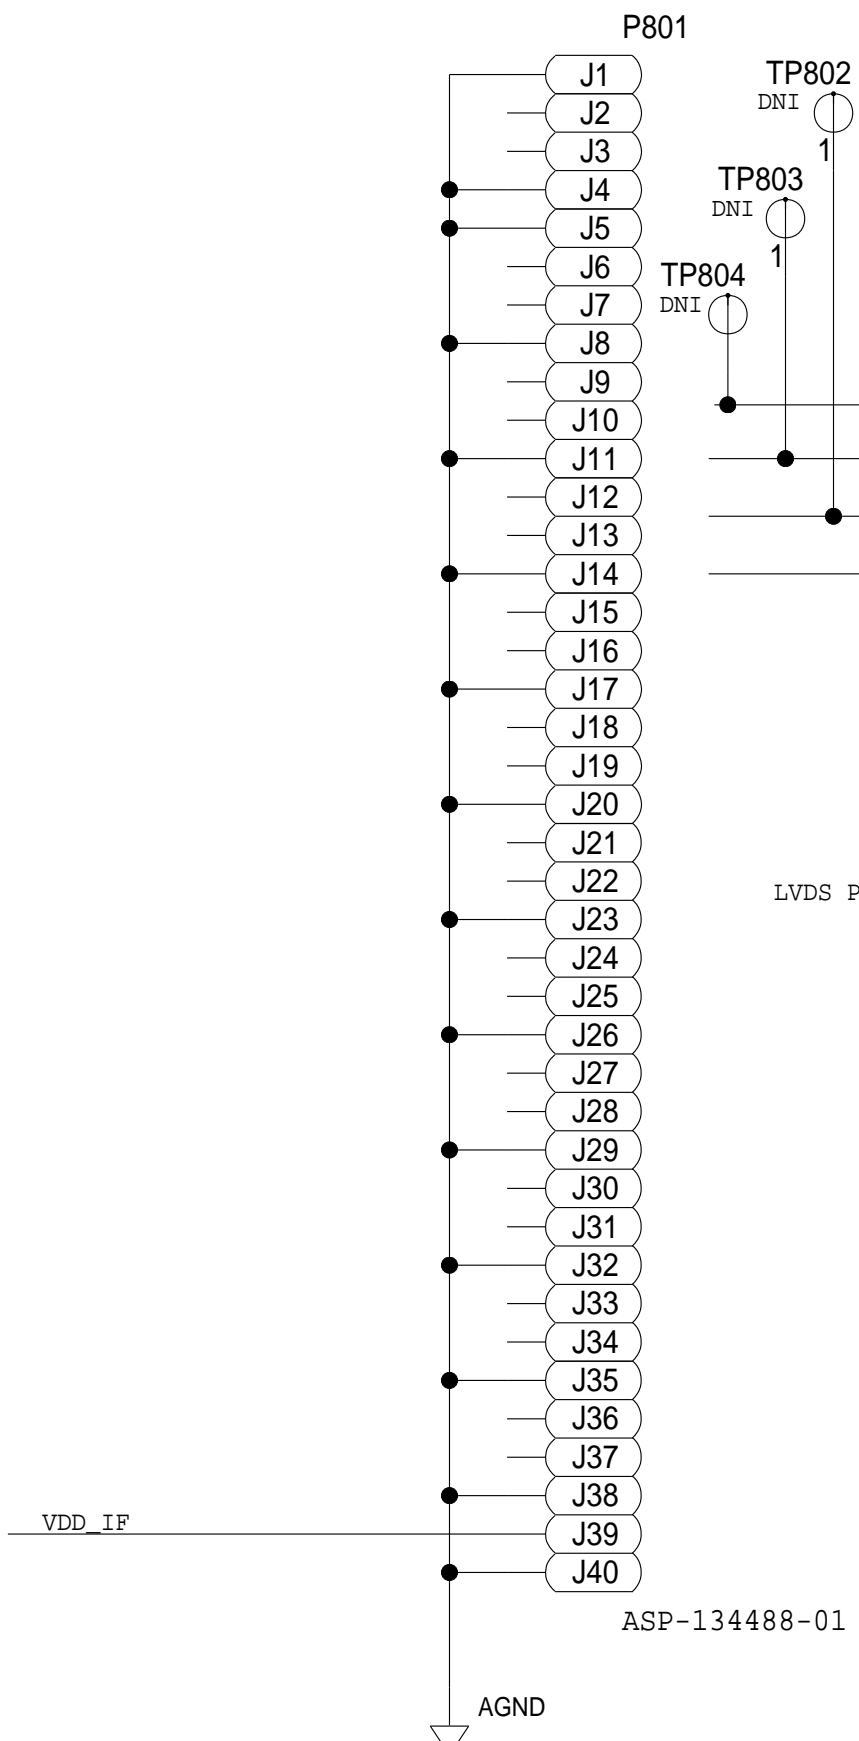 P801
J1
J2
J3
J4
J5
J6
J7
J8
J9
J10
J11
J12
J13
J14
J15
J16
J17
J18
J19
J20
J21
J22
J23
J24
J25
J26
J27
J28
J29
J30
J31
J32
J33
J34
J35
J36
J37
J38
J39
J40
VDD_IF
ASP-134488-01
AGND
TP802
DNI
1
TP803
DNI
1
TP804
DNI
LVDS P